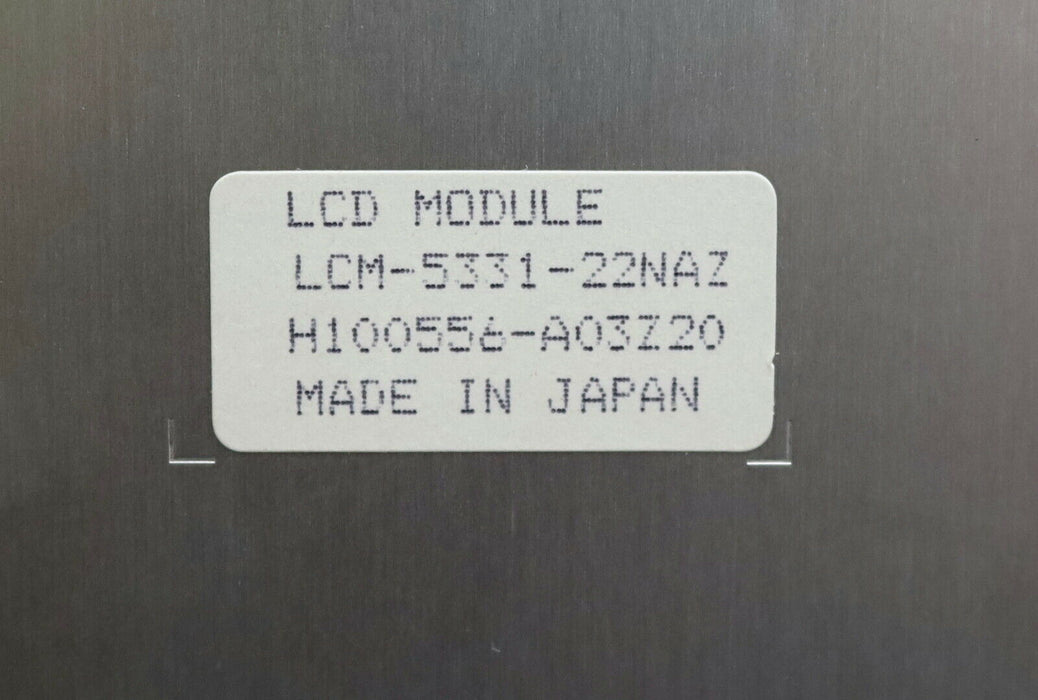 LCD MODULE
LCM-5331-22NAZ
H100556-A03Z20
MADE IN JAPAN